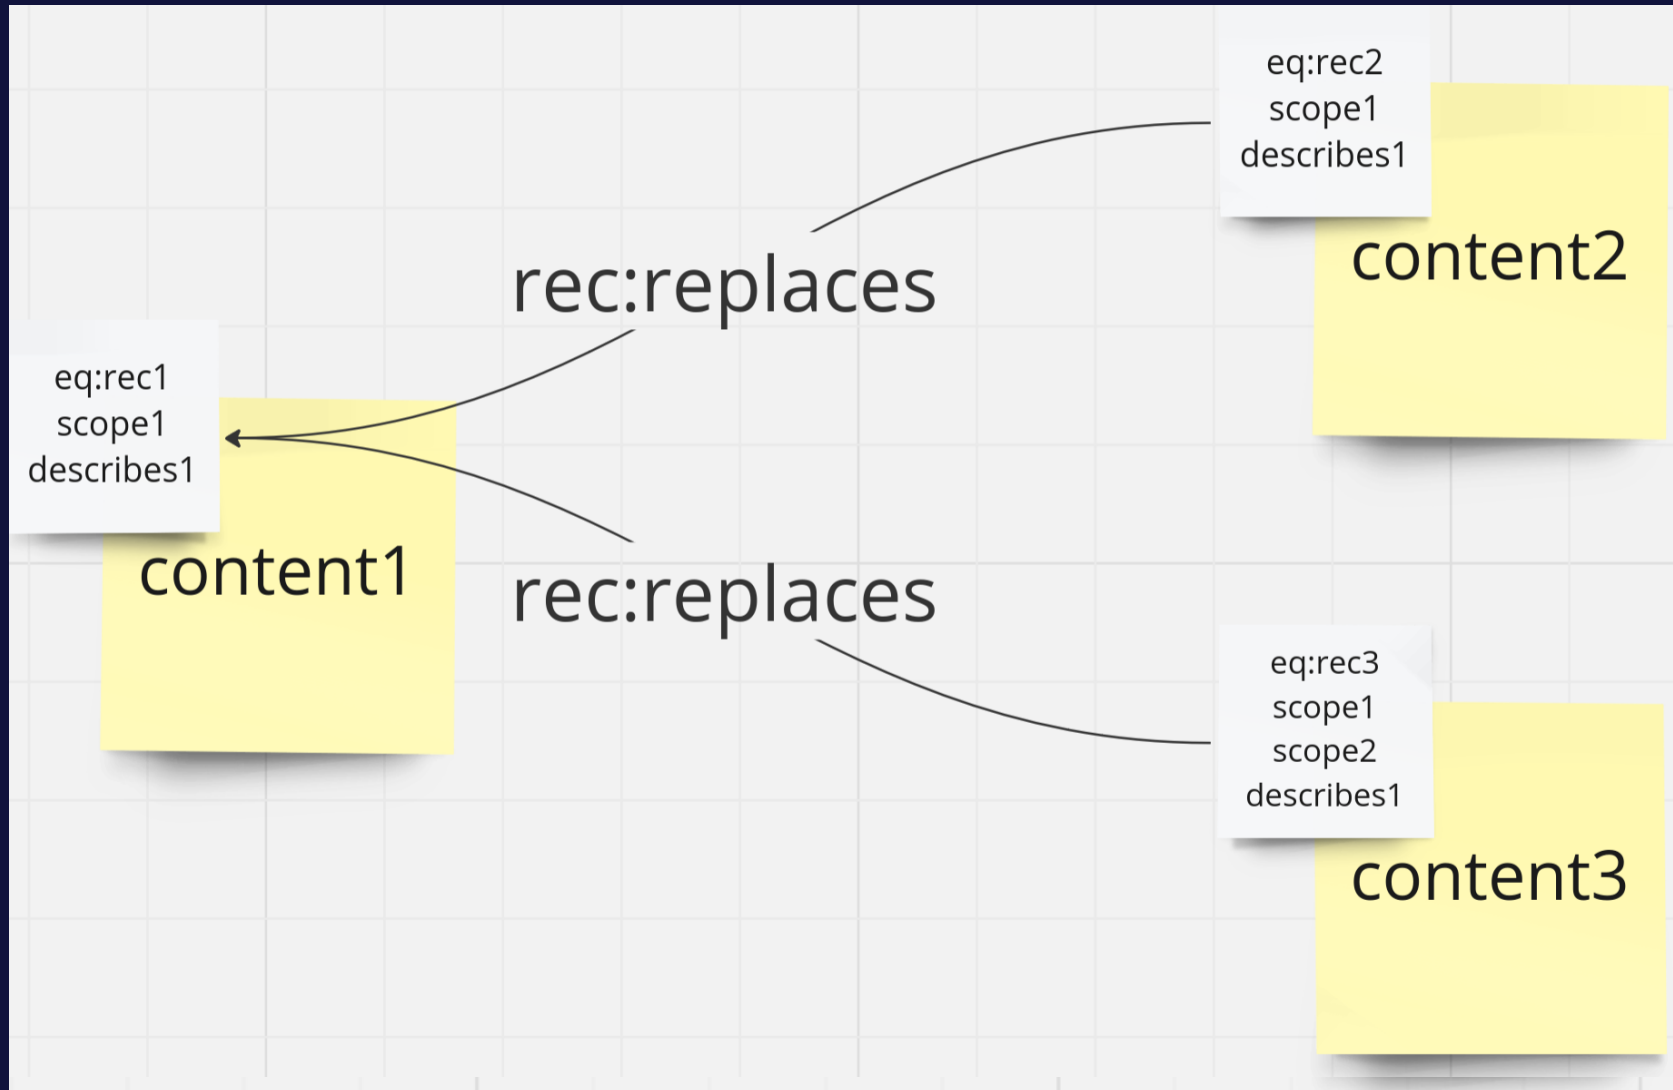 eq:rec2
scope1
describes1
content2
rec:replaces
eq:rec1
scope1
describes1
content1
rec:replaces
eq:rec3
scope1
scope2
describes1
content3